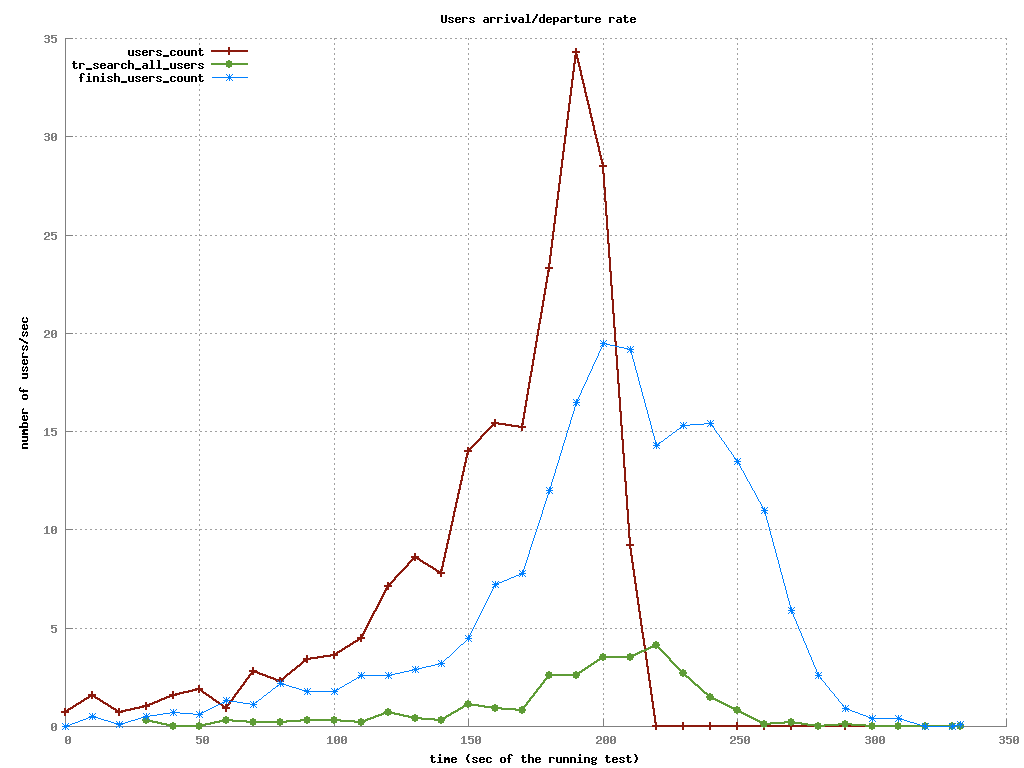 Users arrival/departure rate
users_count
tr_search_all_users
finish_users_count
35
30
25
20
15
10
5
0
number of users/sec
0 50 100 150 200 250 300 350
time (sec of the running test)